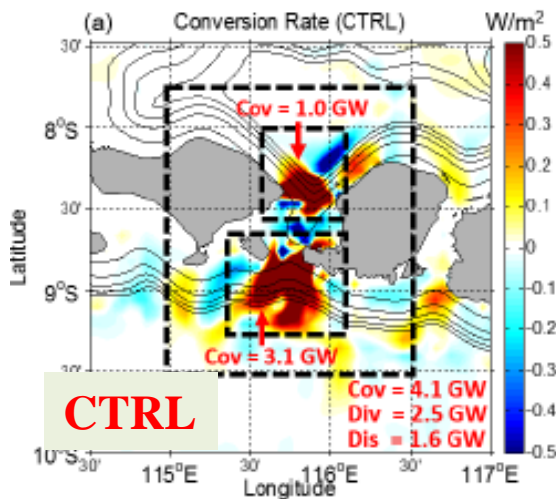 (a) Conversion Rate (CTRL) W/m²
30'
8°S
30'
9°S
30'
10°S
Latitude
Cov = 1.0 GW
Cov = 3.1 GW
Cov = 4.1 GW
Div = 2.5 GW
Dis = 1.6 GW
CTRL
30' 115°E 30' 116°E 30' 117°E
Longitude
0.5
0.4
0.3
0.2
0.1
0
-0.1
-0.2
-0.3
-0.4
-0.5